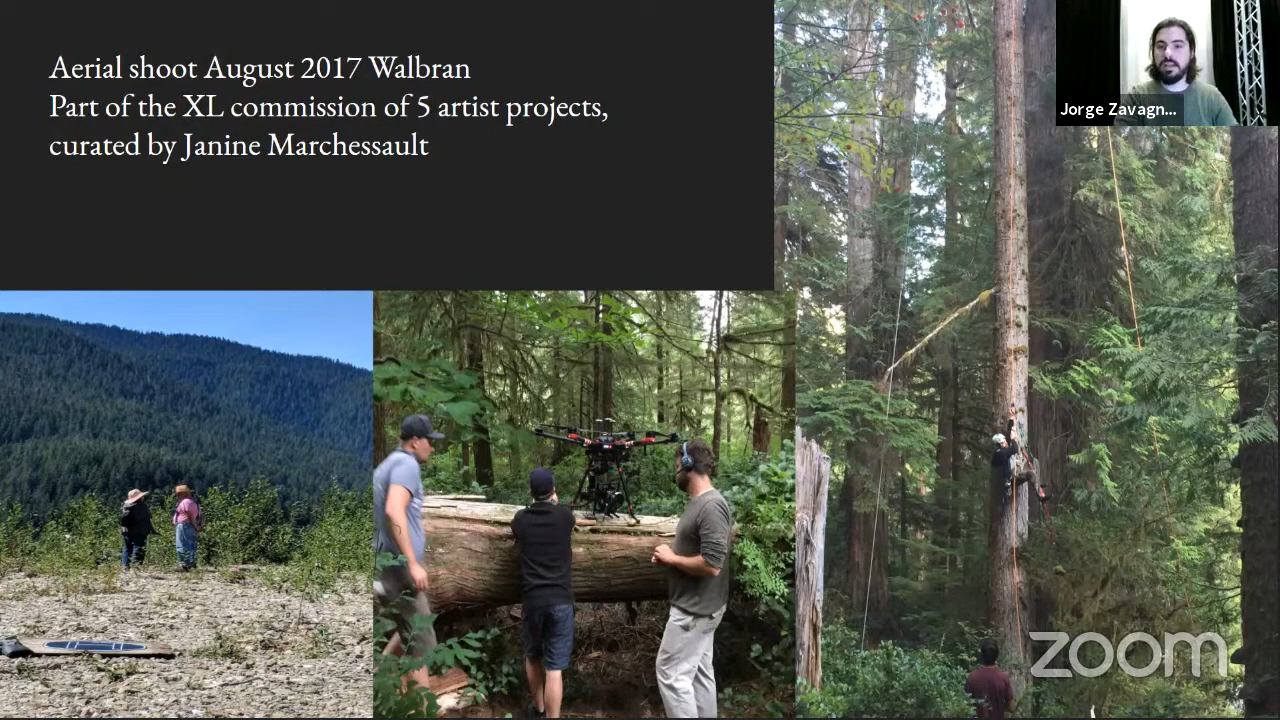 Aerial shoot August 2017 Walbran
Part of the XL commission of 5 artist projects,
curated by Janine Marchessault
Jorge Zavagn...
zoom